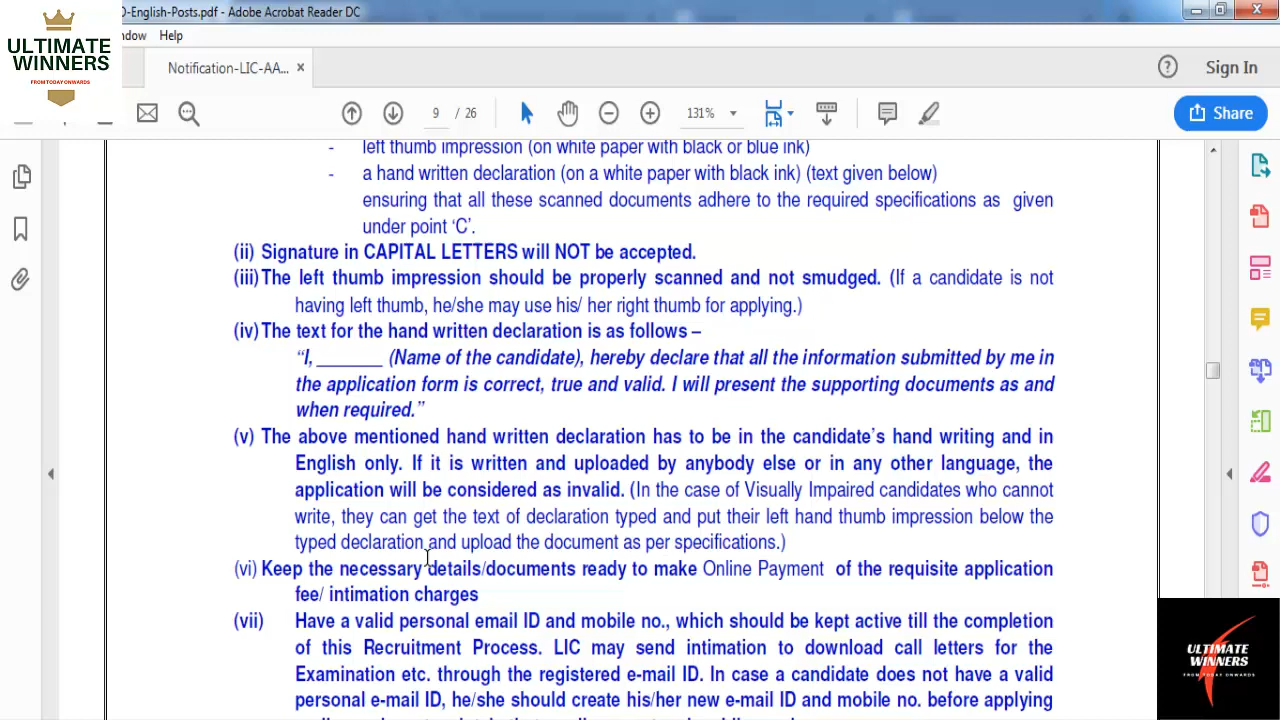 D-English-Posts.pdf - Adobe Acrobat Reader DC
ULTIMATE
WINNERS
FROM TODAY ONWARDS
ndow Help
Notification-LIC-AA... ×
? Sign In
9 / 26 131% Share
- left thumb impression (on white paper with black or blue ink)
- a hand written declaration (on a white paper with black ink) (text given below)
ensuring that all these scanned documents adhere to the required specifications as given
under point ‘C’.
(ii) Signature in CAPITAL LETTERS will NOT be accepted.
(iii) The left thumb impression should be properly scanned and not smudged. (If a candidate is not
having left thumb, he/she may use his/ her right thumb for applying.)
(iv) The text for the hand written declaration is as follows –
“I, _______ (Name of the candidate), hereby declare that all the information submitted by me in
the application form is correct, true and valid. I will present the supporting documents as and
when required.”
(v) The above mentioned hand written declaration has to be in the candidate’s hand writing and in
English only. If it is written and uploaded by anybody else or in any other language, the
application will be considered as invalid. (In the case of Visually Impaired candidates who cannot
write, they can get the text of declaration typed and put their left hand thumb impression below the
typed declaration and upload the document as per specifications.)
(vi) Keep the necessary details/documents ready to make Online Payment of the requisite application
fee/ intimation charges
(vii) Have a valid personal email ID and mobile no., which should be kept active till the completion
of this Recruitment Process. LIC may send intimation to download call letters for the
Examination etc. through the registered e-mail ID. In case a candidate does not have a valid
personal e-mail ID, he/she should create his/her new e-mail ID and mobile no. before applying
ULTIMATE
WINNERS
FROM TODAY ONWARDS